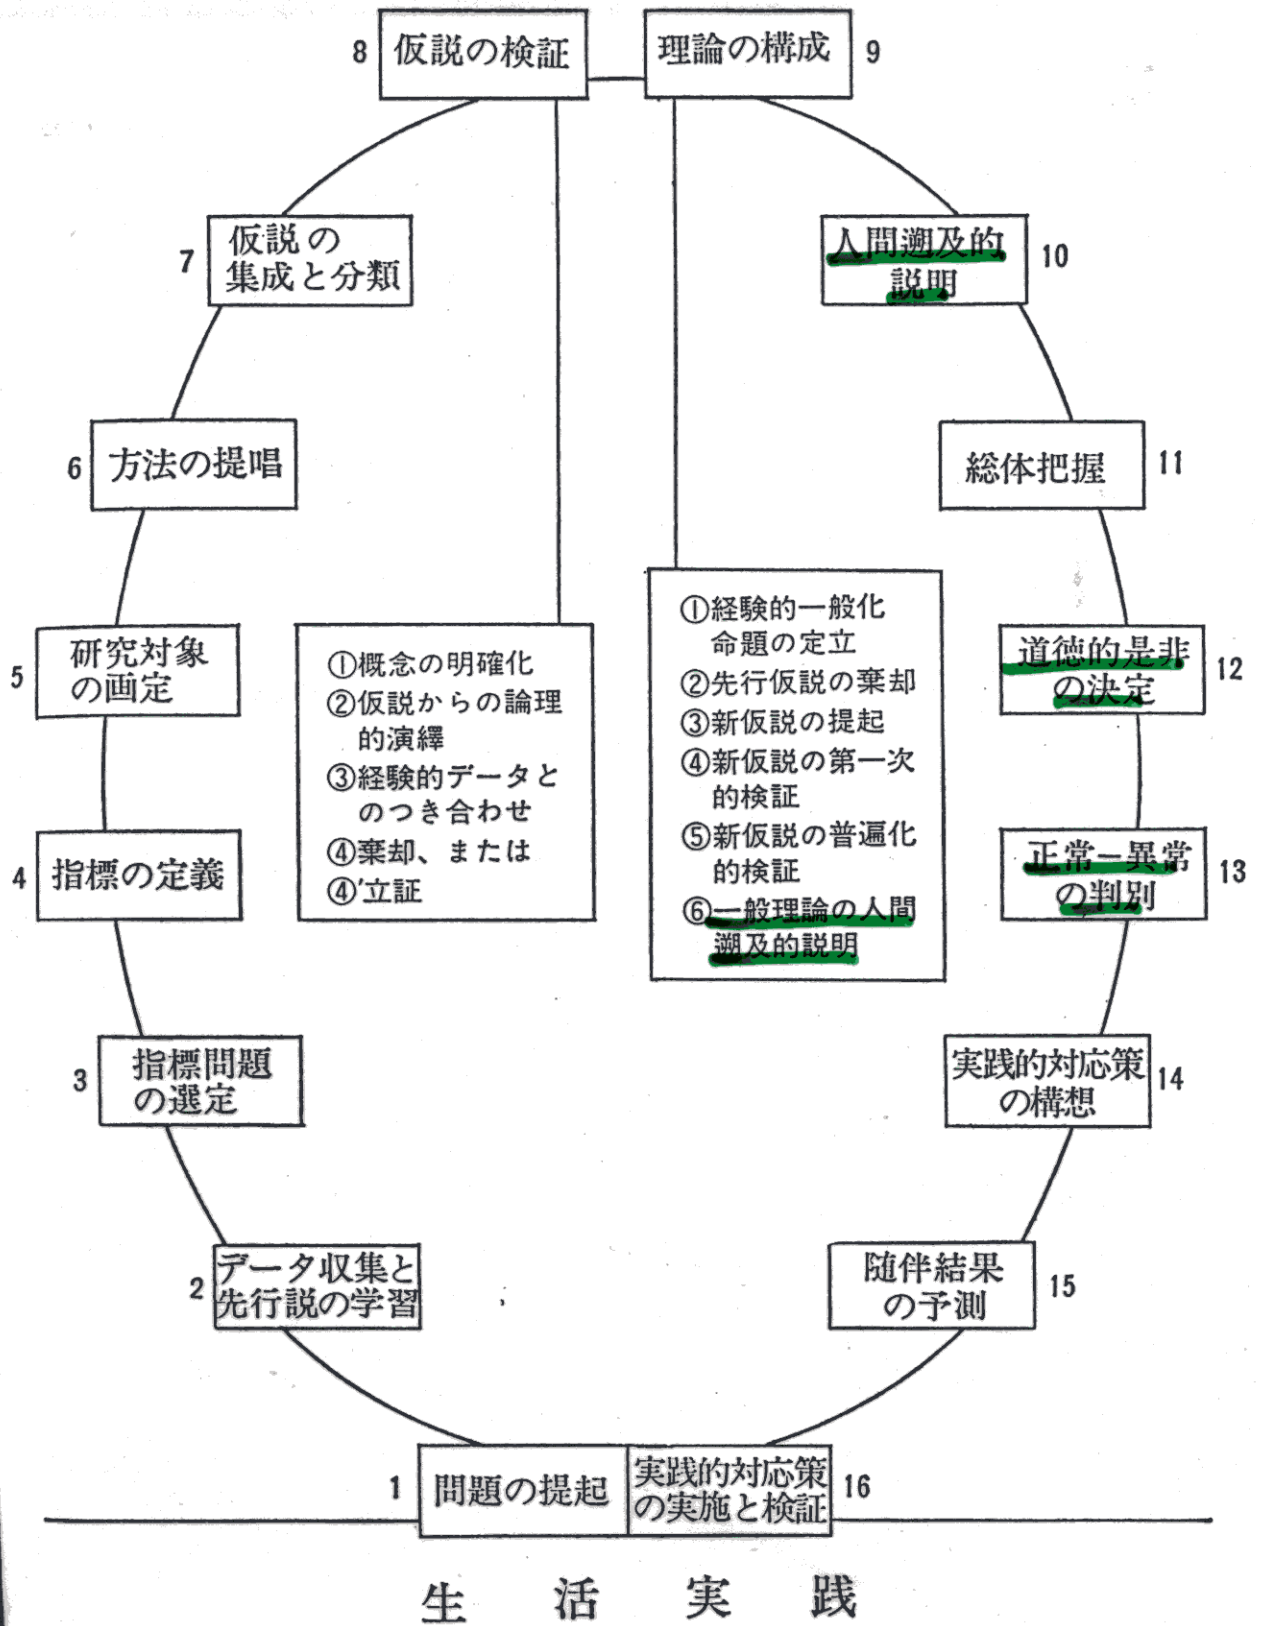 8 仮説の検証
理論の構成 9
7 仮説の
集成と分類
人間遡及的 10
説明
6 方法の提唱
総体把握 11
5 研究対象
の画定
道徳的是非 12
の決定
4 指標の定義
正常－異常 13
の判別
3 指標問題
の選定
実践的対応策 14
の構想
2 データ収集と
先行説の学習
随伴結果 15
の予測
1 問題の提起
実践的対応策 16
の実施と検証
①概念の明確化
②仮説からの論理
的演繹
③経験的データと
のつき合わせ
④棄却、または
④'立証
①経験的一般化
命題の定立
②先行仮説の棄却
③新仮説の提起
④新仮説の第一次
的検証
⑤新仮説の普遍化
的検証
⑥一般理論の人間
遡及的説明
生活実践